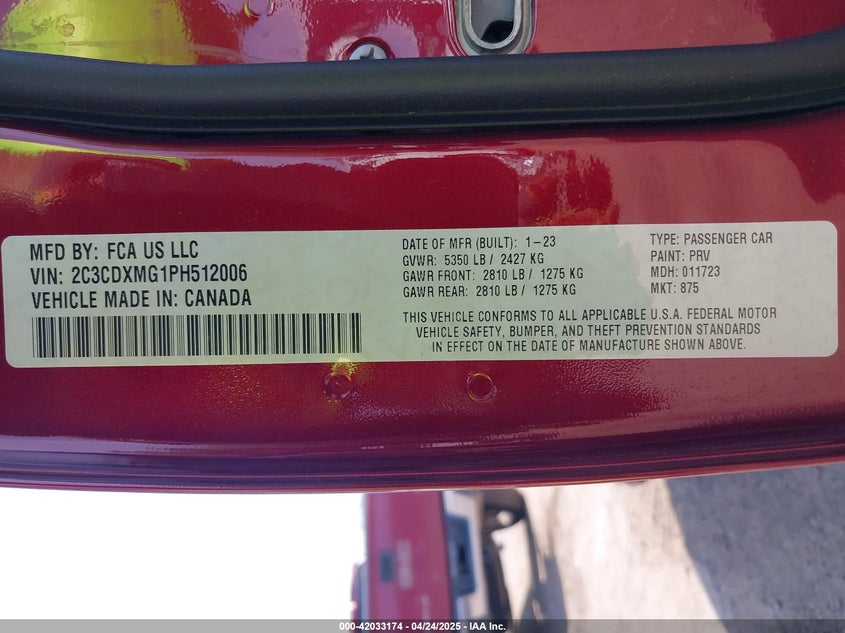 MFD BY: FCA US LLC
VIN: 2C3CDXMG1PH512006
VEHICLE MADE IN: CANADA
DATE OF MFR (BUILT): 1-23
GVWR: 5350 LB / 2427 KG
GAWR FRONT: 2810 LB / 1275 KG
GAWR REAR: 2810 LB / 1275 KG
TYPE: PASSENGER CAR
PAINT: PRV
MDH: 011723
MKT: 875
THIS VEHICLE CONFORMS TO ALL APPLICABLE U.S.A. FEDERAL MOTOR
VEHICLE SAFETY, BUMPER, AND THEFT PREVENTION STANDARDS
IN EFFECT ON THE DATE OF MANUFACTURE SHOWN ABOVE.
000-42033174 - 04/24/2025 - IAA Inc.